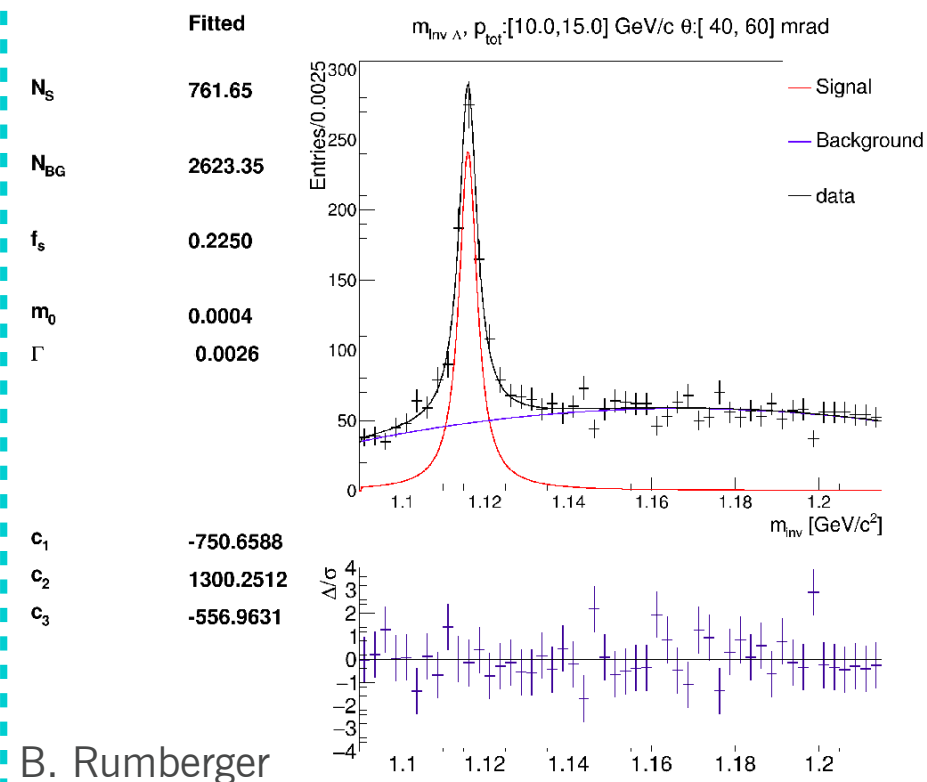 Fitted
N_S 761.65
N_BG 2623.35
f_s 0.2250
m_0 0.0004
Γ 0.0026
c_1 -750.6588
c_2 1300.2512
c_3 -556.9631
B. Rumberger
m_inv Λ, p_tot:[10.0,15.0] GeV/c θ:[ 40, 60] mrad
Entries/0.0025
300
250
200
150
100
50
0
Signal
Background
data
1.1 1.12 1.14 1.16 1.18 1.2
m_inv [GeV/c²]
Δ/σ
4
3
2
1
0
−1
−2
−3
−4
1.1 1.12 1.14 1.16 1.18 1.2